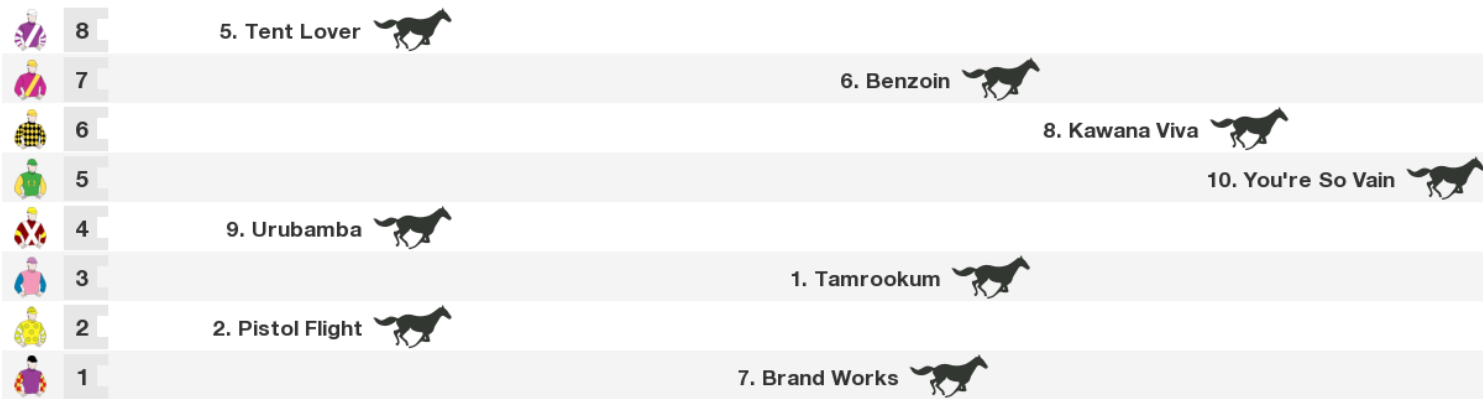 8 5. Tent Lover
7 6. Benzoin
6 8. Kawana Viva
5 10. You're So Vain
4 9. Urubamba
3 1. Tamrookum
2 2. Pistol Flight
1 7. Brand Works